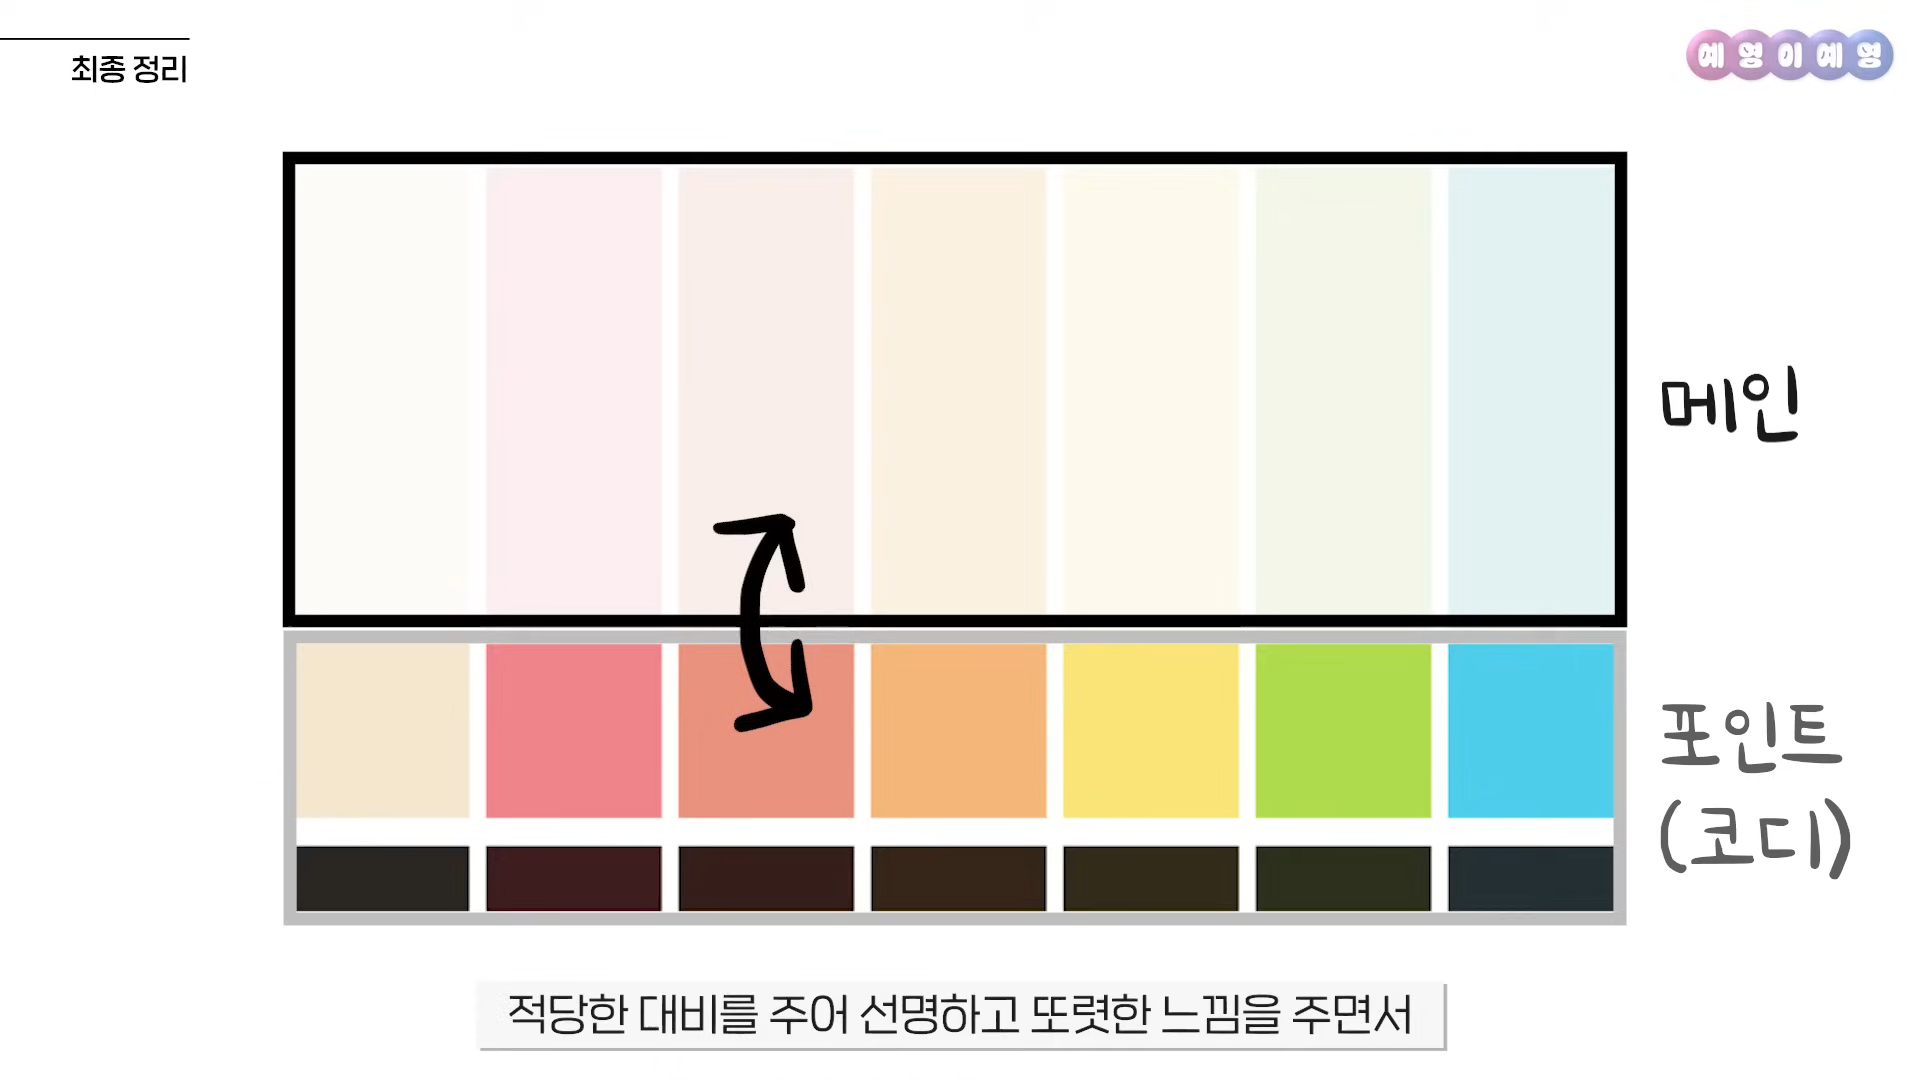 최종 정리
예영이예영
메인
포인트
(코디)
적당한 대비를 주어 선명하고 또렷한 느낌을 주면서